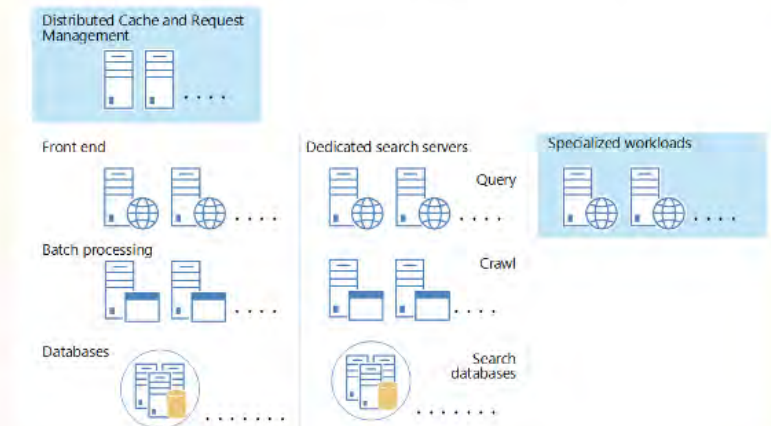 Distributed Cache and Request
Management
Front end
Dedicated search servers
Specialized workloads
Query
Batch processing
Crawl
Databases
Search
databases